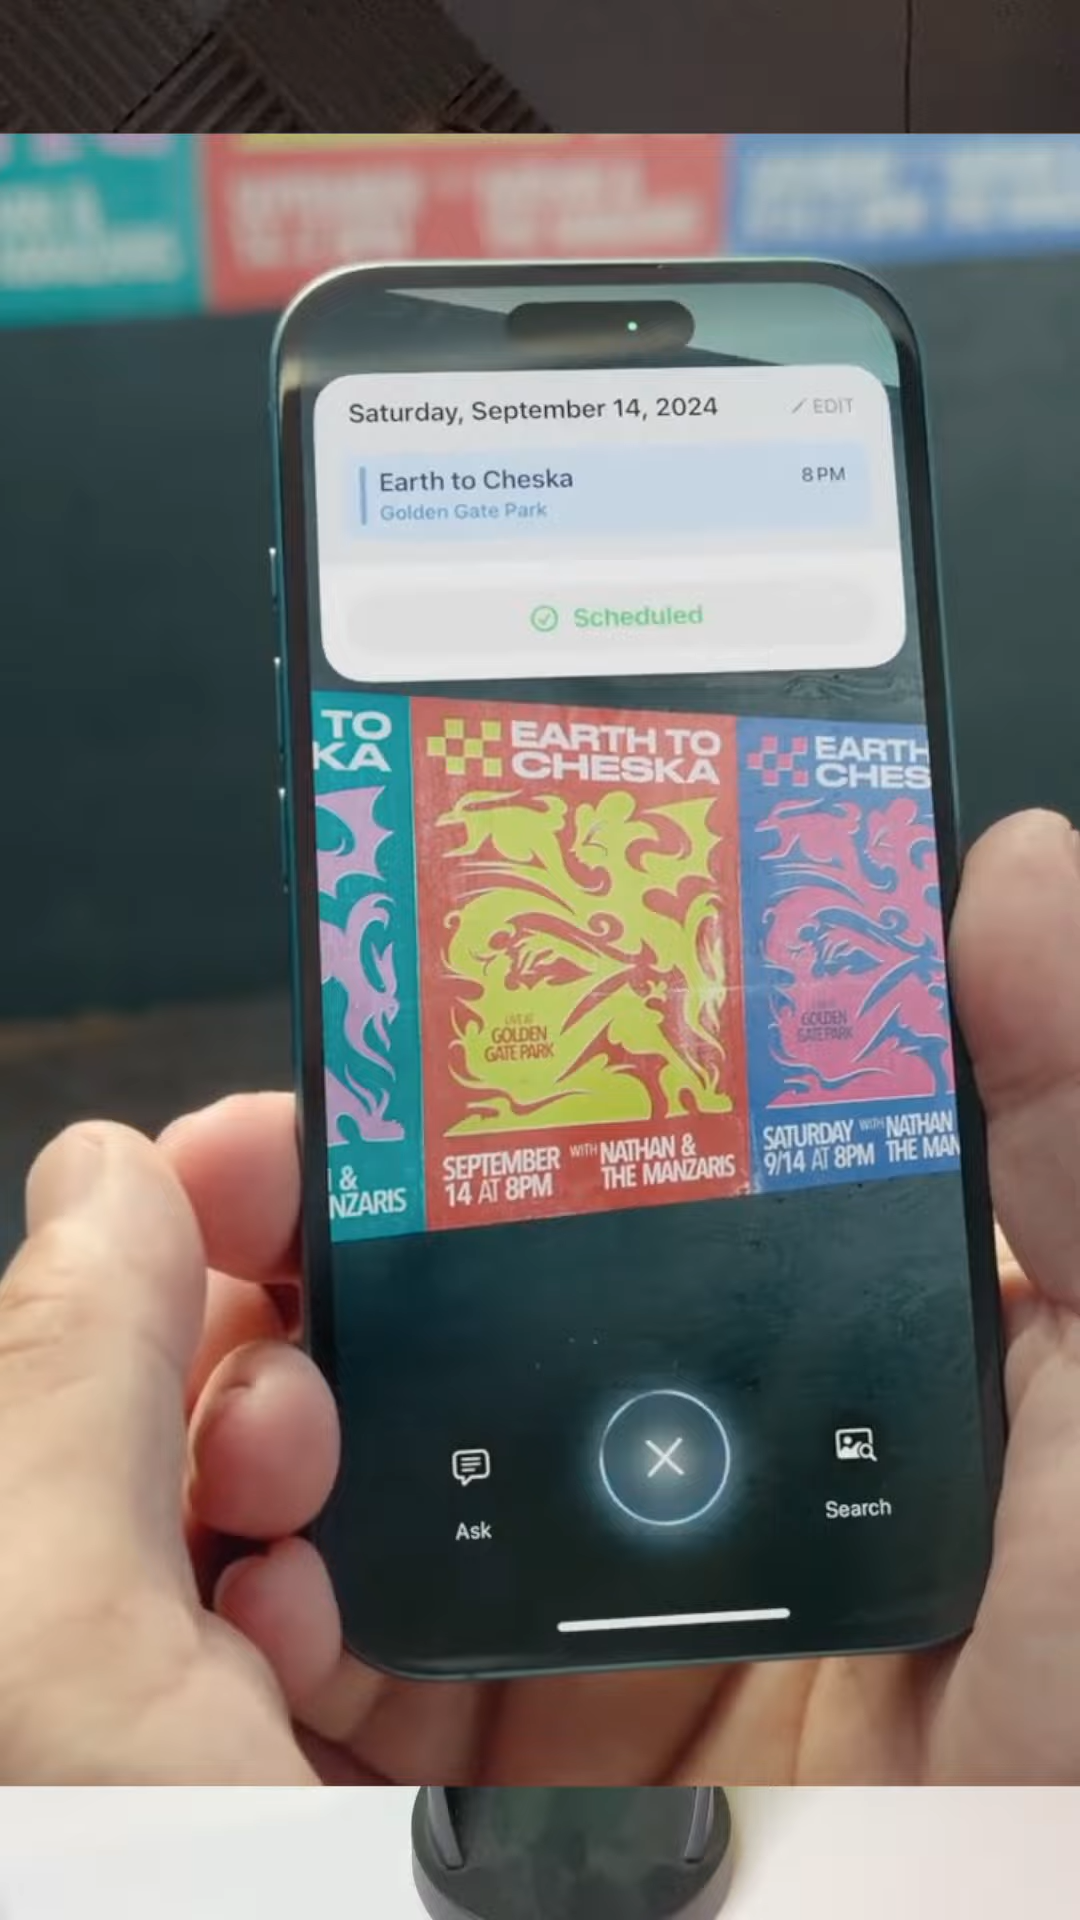 Saturday, September 14, 2024
EDIT
Earth to Cheska
8 PM
Golden Gate Park
Scheduled
TO
KA
&
NZARIS
EARTH TO
CHESKA
LIVE AT
GOLDEN
GATE PARK
SEPTEMBER
14 AT 8PM
WITH
NATHAN &
THE MANZARIS
EARTH
CHES
GOLDEN
GATE PARK
SATURDAY
9/14 AT 8PM
WITH
NATHAN
THE MAN
Ask
Search